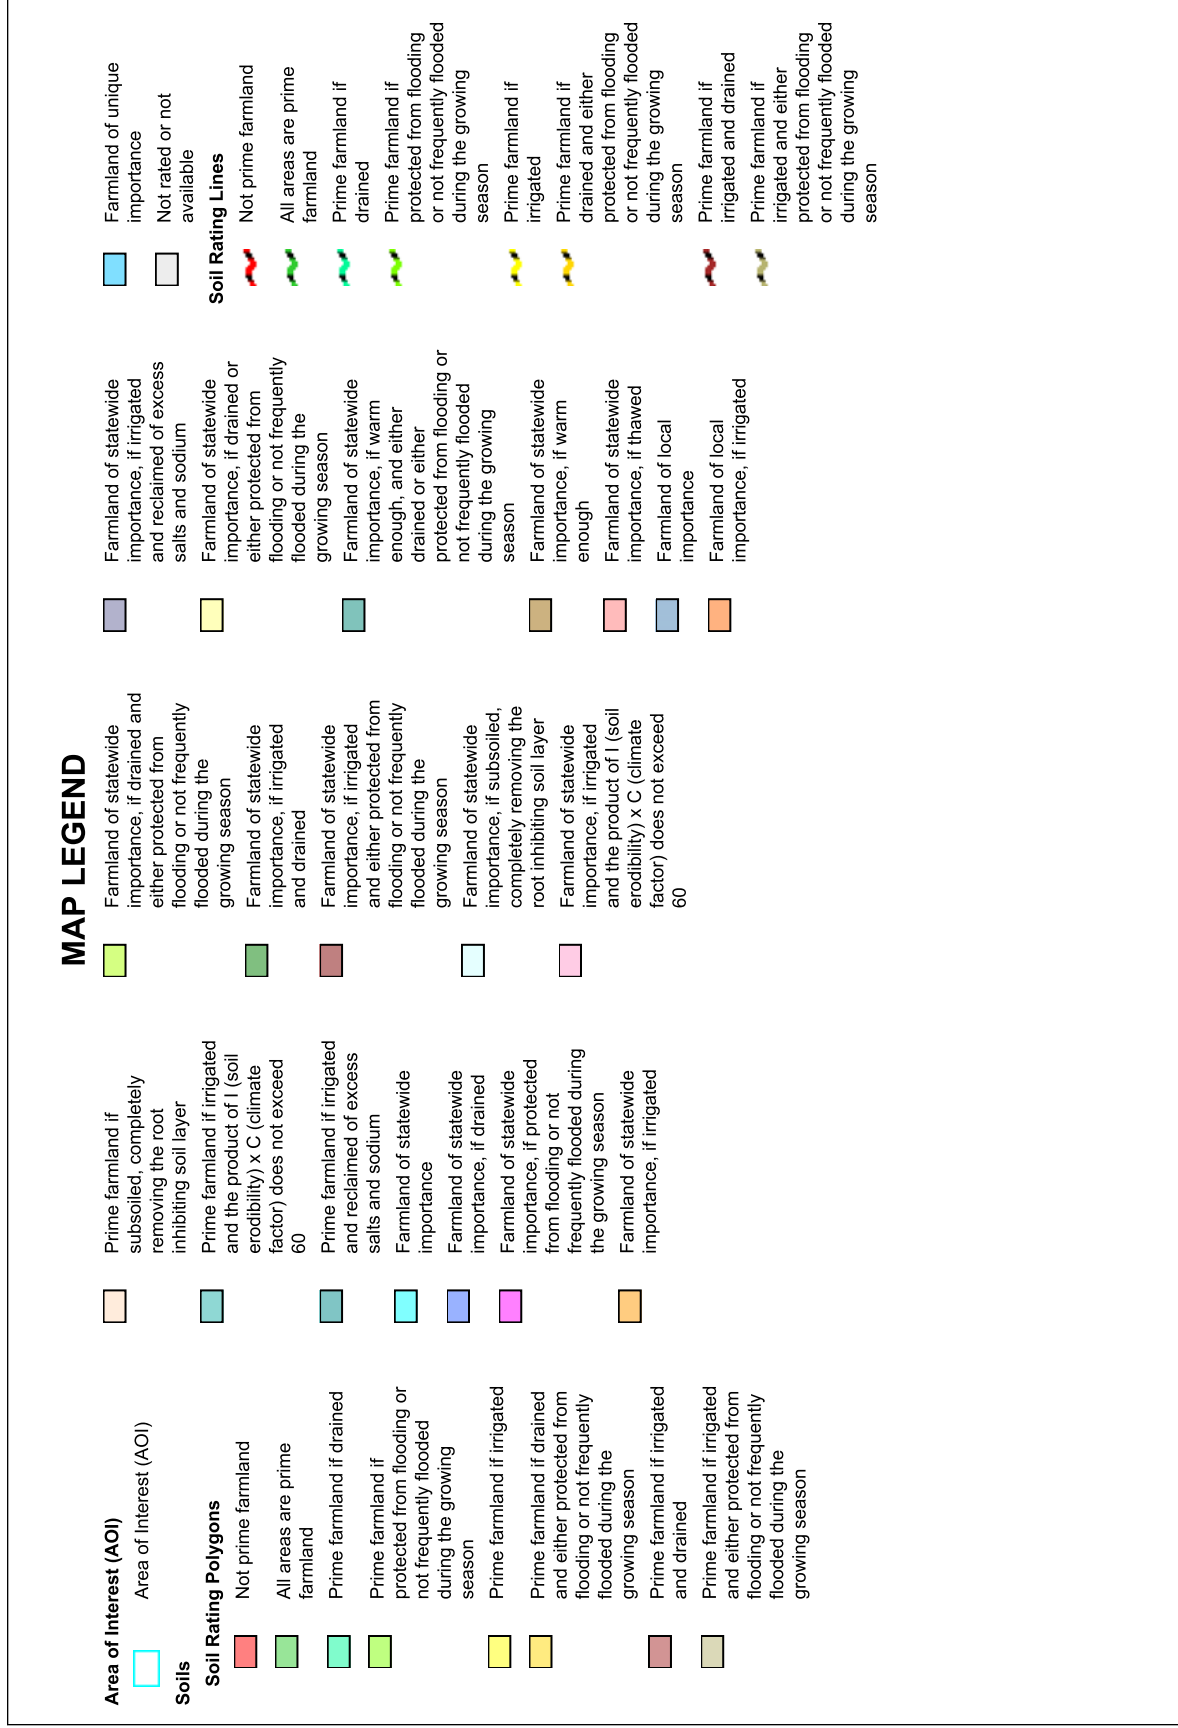 MAP LEGEND
Area of Interest (AOI)
Area of Interest (AOI)
Soils
Soil Rating Polygons
Not prime farmland
All areas are prime
farmland
Prime farmland if drained
Prime farmland if
protected from flooding or
not frequently flooded
during the growing
season
Prime farmland if irrigated
Prime farmland if drained
and either protected from
flooding or not frequently
flooded during the
growing season
Prime farmland if irrigated
and drained
Prime farmland if irrigated
and either protected from
flooding or not frequently
flooded during the
growing season
Prime farmland if
subsoiled, completely
removing the root
inhibiting soil layer
Prime farmland if irrigated
and the product of I (soil
erodibility) x C (climate
factor) does not exceed
60
Prime farmland if irrigated
and reclaimed of excess
salts and sodium
Farmland of statewide
importance
Farmland of statewide
importance, if drained
Farmland of statewide
importance, if protected
from flooding or not
frequently flooded during
the growing season
Farmland of statewide
importance, if irrigated
Farmland of statewide
importance, if drained and
either protected from
flooding or not frequently
flooded during the
growing season
Farmland of statewide
importance, if irrigated
and drained
Farmland of statewide
importance, if irrigated
and either protected from
flooding or not frequently
flooded during the
growing season
Farmland of statewide
importance, if subsoiled,
completely removing the
root inhibiting soil layer
Farmland of statewide
importance, if irrigated
and the product of I (soil
erodibility) x C (climate
factor) does not exceed
60
Farmland of statewide
importance, if irrigated
and reclaimed of excess
salts and sodium
Farmland of statewide
importance, if drained or
either protected from
flooding or not frequently
flooded during the
growing season
Farmland of statewide
importance, if warm
enough, and either
drained or either
protected from flooding or
not frequently flooded
during the growing
season
Farmland of statewide
importance, if warm
enough
Farmland of statewide
importance, if thawed
Farmland of local
importance
Farmland of local
importance, if irrigated
Farmland of unique
importance
Not rated or not
available
Soil Rating Lines
Not prime farmland
All areas are prime
farmland
Prime farmland if
drained
Prime farmland if
protected from flooding
or not frequently flooded
during the growing
season
Prime farmland if
irrigated
Prime farmland if
drained and either
protected from flooding
or not frequently flooded
during the growing
season
Prime farmland if
irrigated and drained
Prime farmland if
irrigated and either
protected from flooding
or not frequently flooded
during the growing
season